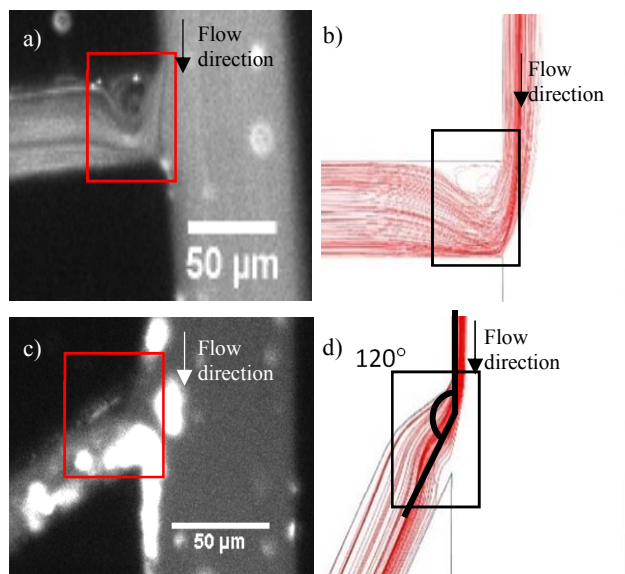 a)
Flow
direction
50 µm
b)
Flow
direction
c)
Flow
direction
50 µm
d)
120°
Flow
direction